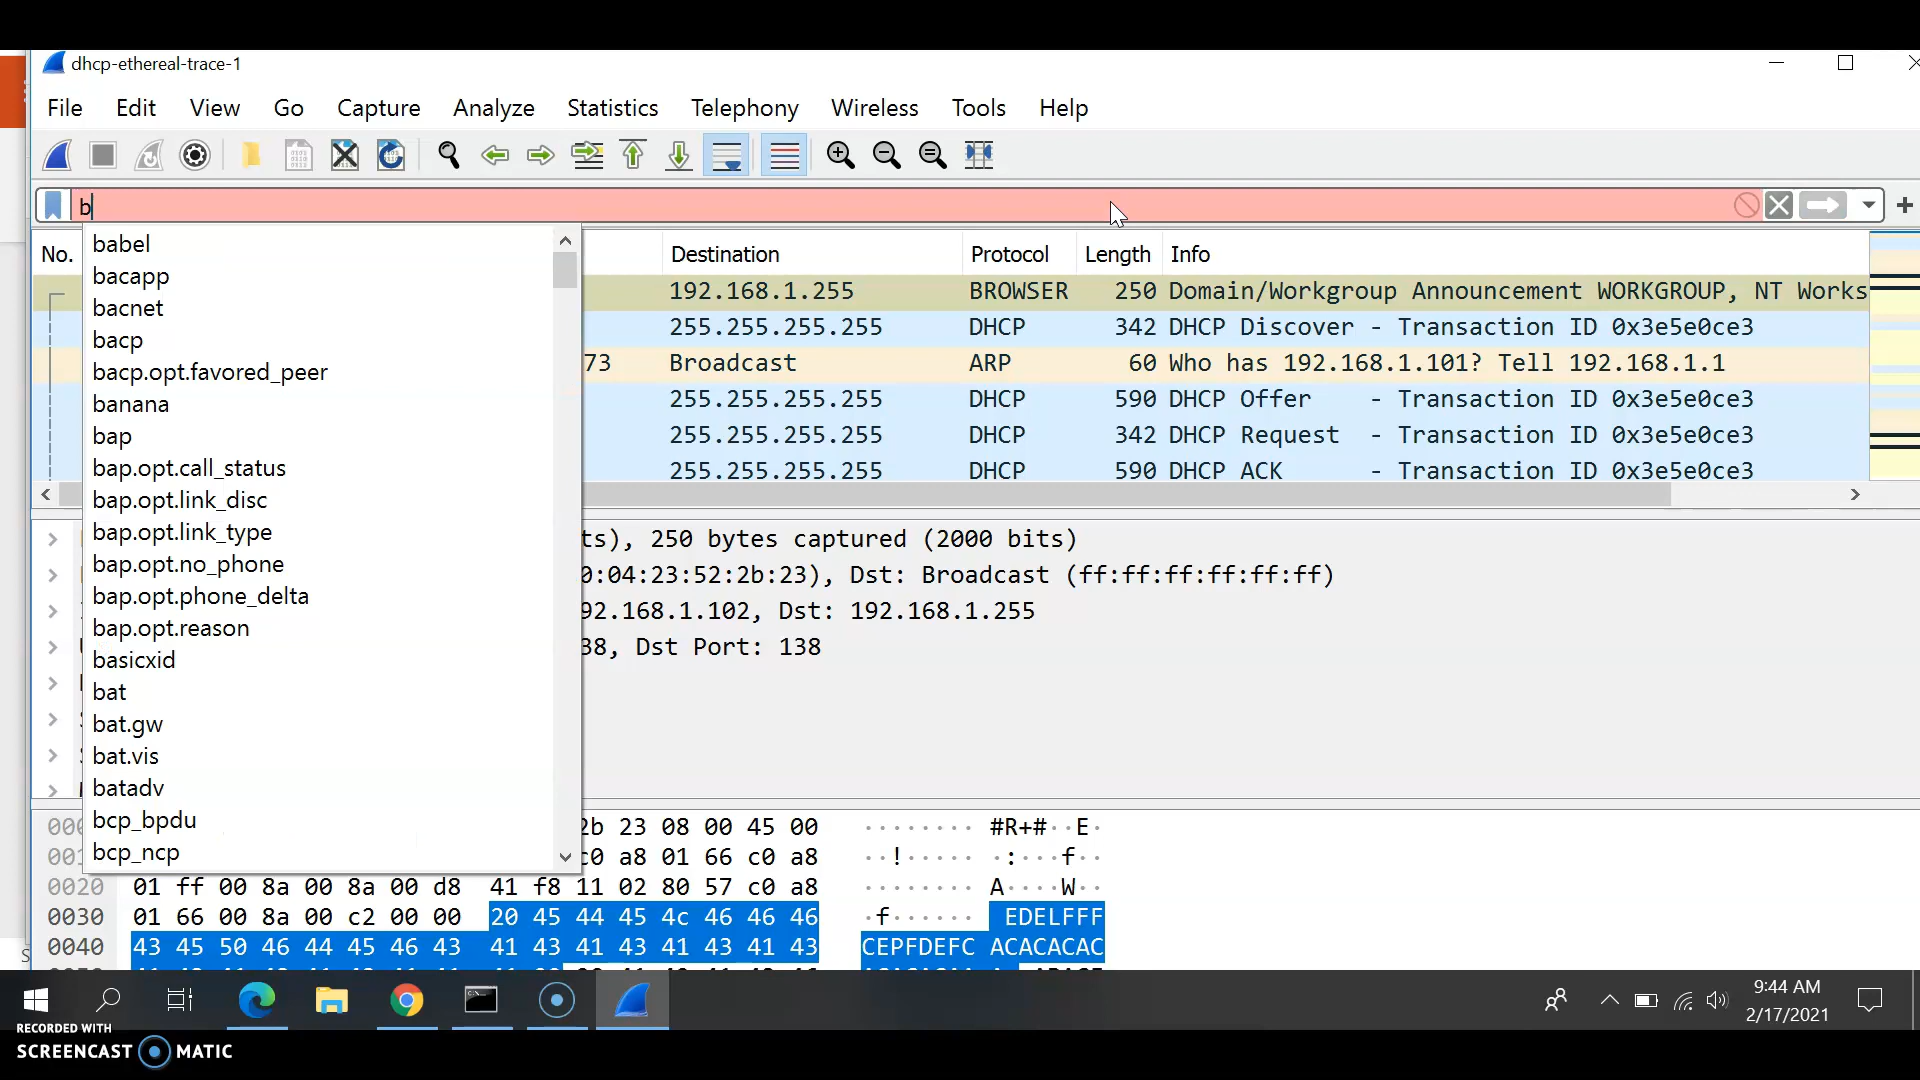 dhcp-ethereal-trace-1
File Edit View Go Capture Analyze Statistics Telephony Wireless Tools Help
b
No. Destination Protocol Length Info
babel
bacapp
bacnet
bacp
bacp.opt.favored_peer
banana
bap
bap.opt.call_status
bap.opt.link_disc
bap.opt.link_type
bap.opt.no_phone
bap.opt.phone_delta
bap.opt.reason
basicxid
bat
bat.gw
bat.vis
batadv
bcp_bpdu
bcp_ncp
192.168.1.255 BROWSER 250 Domain/Workgroup Announcement WORKGROUP, NT Works
255.255.255.255 DHCP 342 DHCP Discover - Transaction ID 0x3e5e0ce3
73 Broadcast ARP 60 Who has 192.168.1.101? Tell 192.168.1.1
255.255.255.255 DHCP 590 DHCP Offer - Transaction ID 0x3e5e0ce3
255.255.255.255 DHCP 342 DHCP Request - Transaction ID 0x3e5e0ce3
255.255.255.255 DHCP 590 DHCP ACK - Transaction ID 0x3e5e0ce3
ts), 250 bytes captured (2000 bits)
0:04:23:52:2b:23), Dst: Broadcast (ff:ff:ff:ff:ff:ff)
92.168.1.102, Dst: 192.168.1.255
38, Dst Port: 138
2b 23 08 00 45 00 ········ #R+#··E·
c0 a8 01 66 c0 a8 ··!····· ·:···f··
0020 01 ff 00 8a 00 8a 00 d8 41 f8 11 02 80 57 c0 a8 ········ A····W··
0030 01 66 00 8a 00 c2 00 00 20 45 44 45 4c 46 46 46 ·f······ EDELFFF
0040 43 45 50 46 44 45 46 43 41 43 41 43 41 43 41 43 CEPFDEFC ACACACAC
9:44 AM
2/17/2021
RECORDED WITH
SCREENCAST MATIC